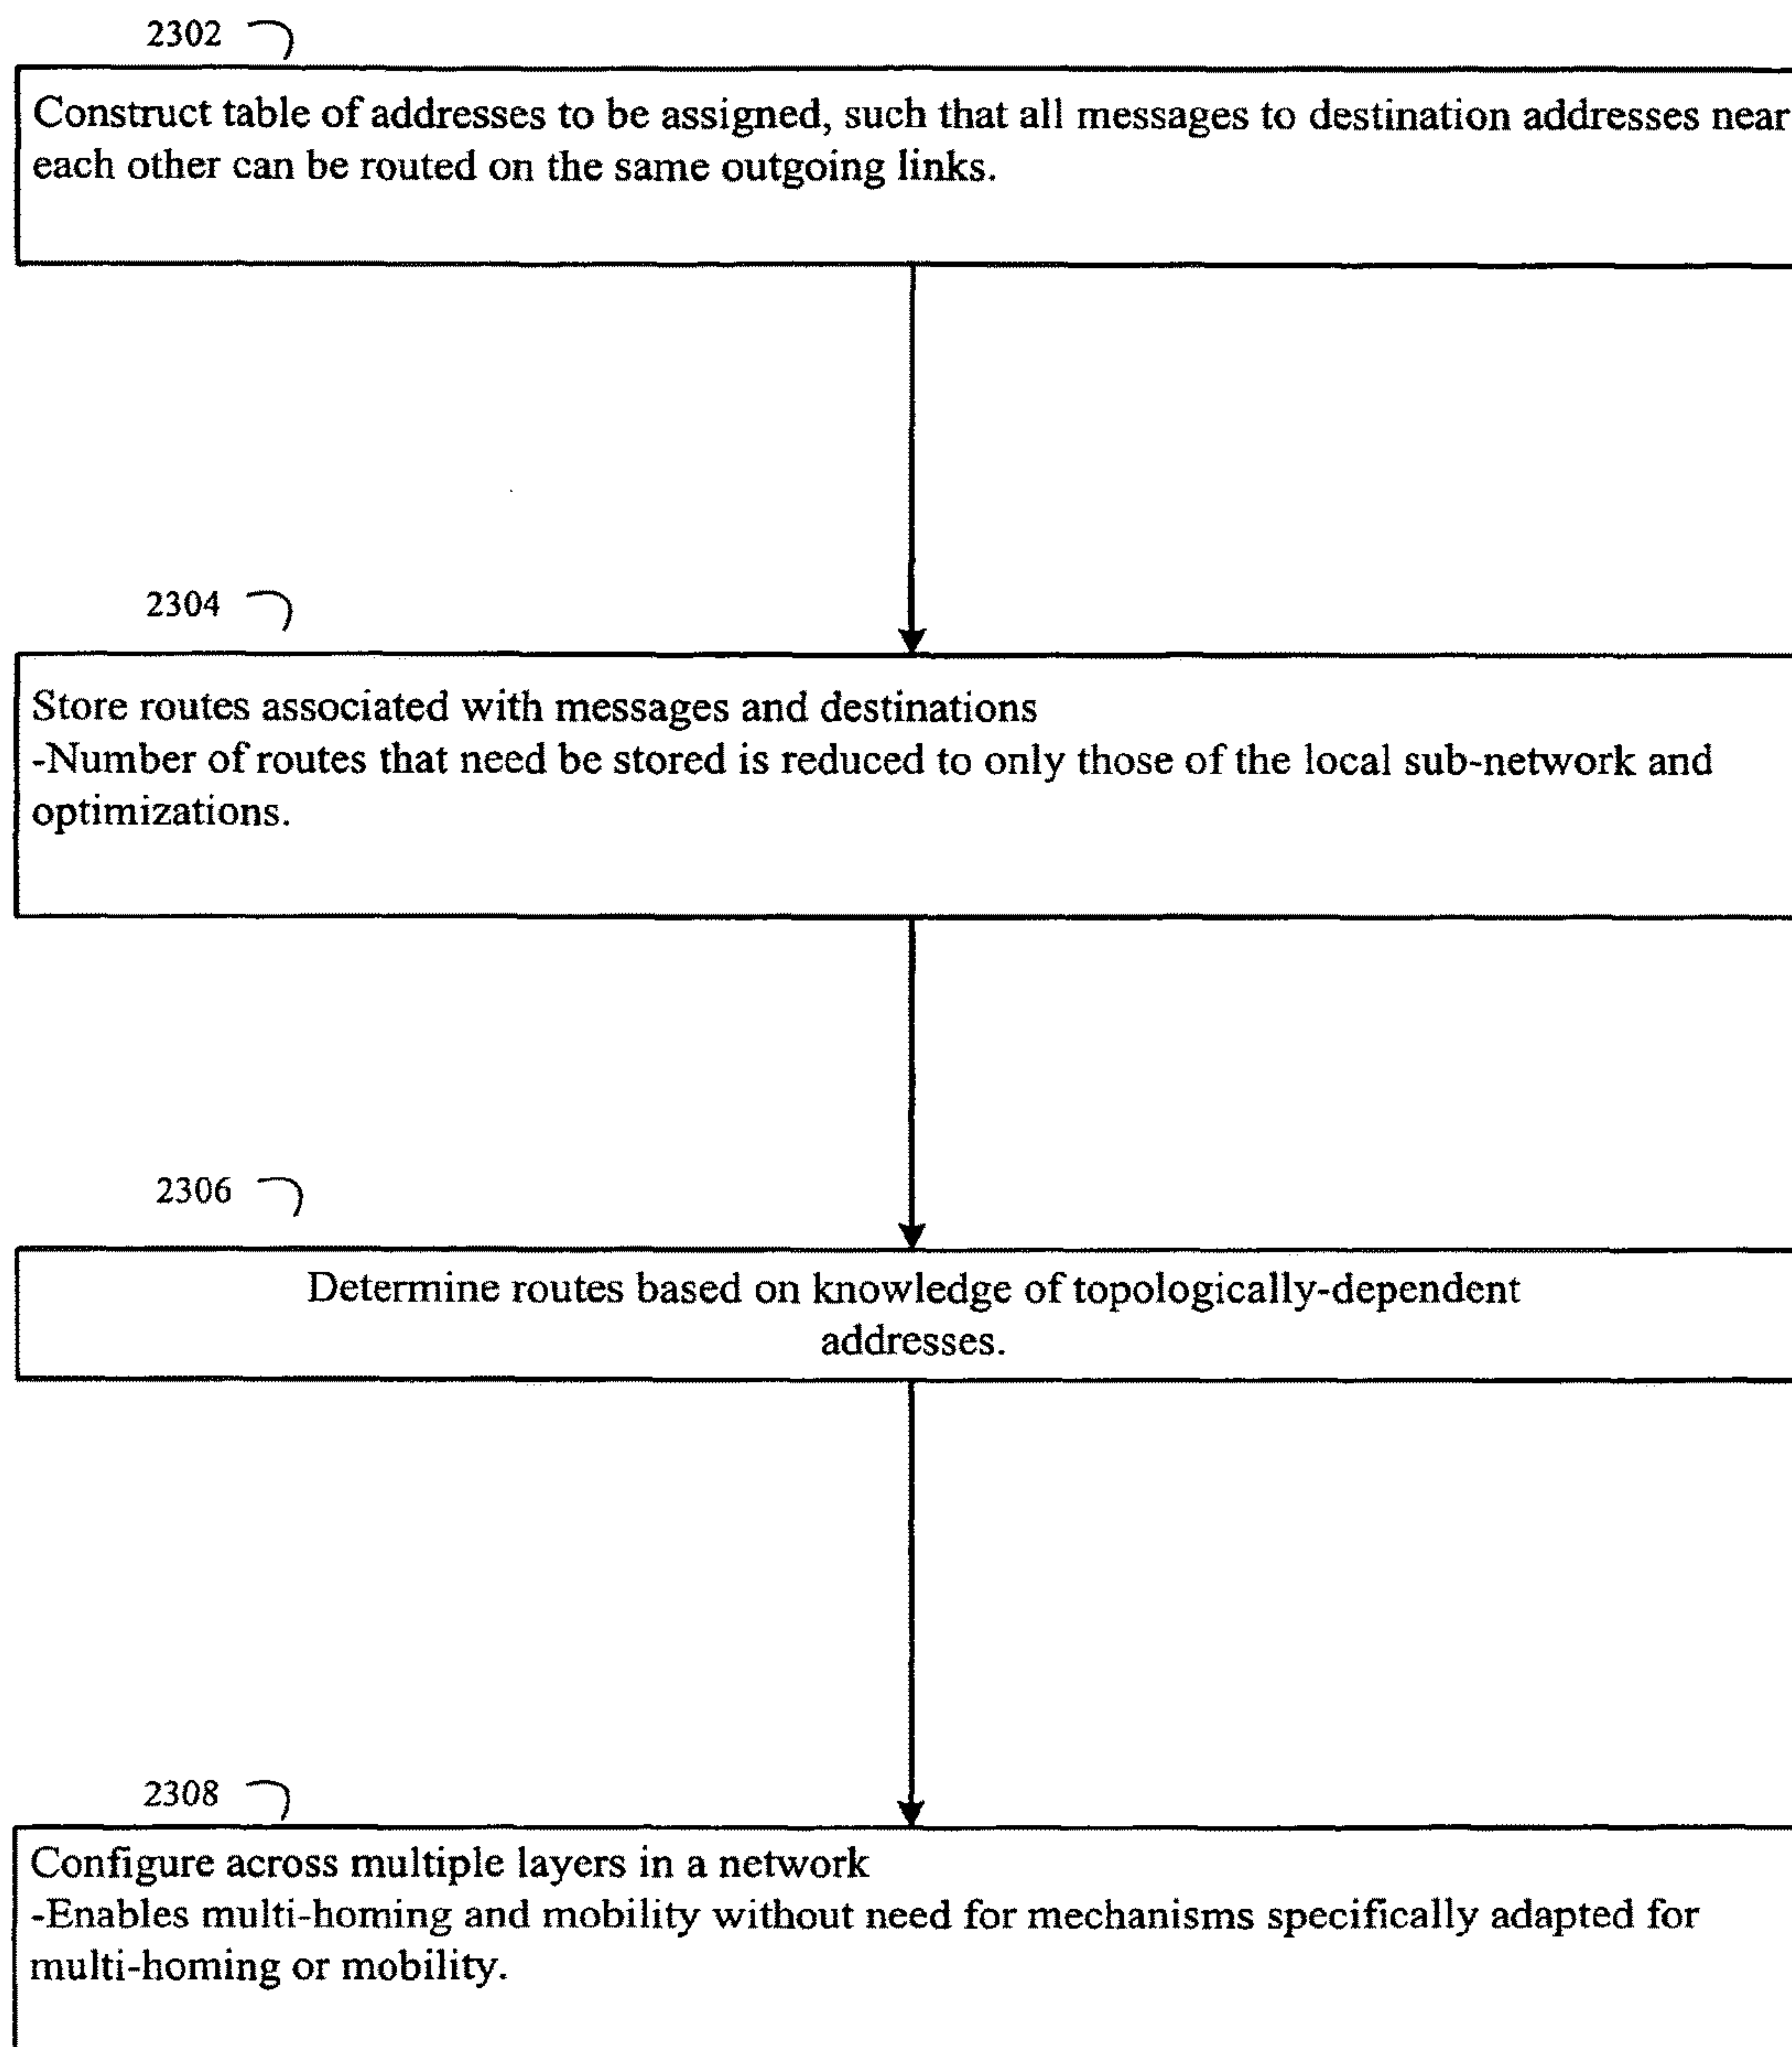 2302
Construct table of addresses to be assigned, such that all messages to destination addresses near
each other can be routed on the same outgoing links.
2304
Store routes associated with messages and destinations
-Number of routes that need be stored is reduced to only those of the local sub-network and
optimizations.
2306
Determine routes based on knowledge of topologically-dependent
addresses.
2308
Configure across multiple layers in a network
-Enables multi-homing and mobility without need for mechanisms specifically adapted for
multi-homing or mobility.